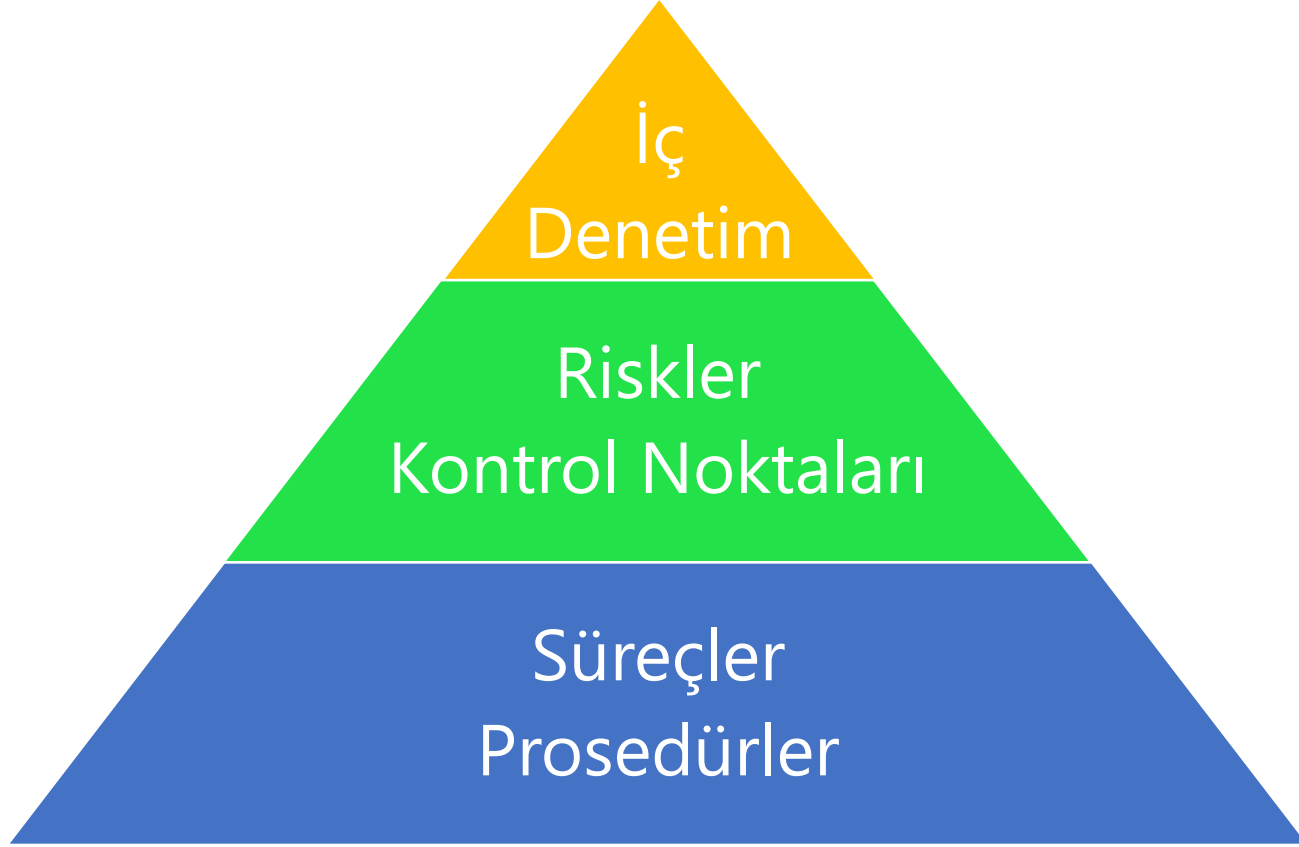 İç
Denetim
Riskler
Kontrol Noktaları
Süreçler
Prosedürler